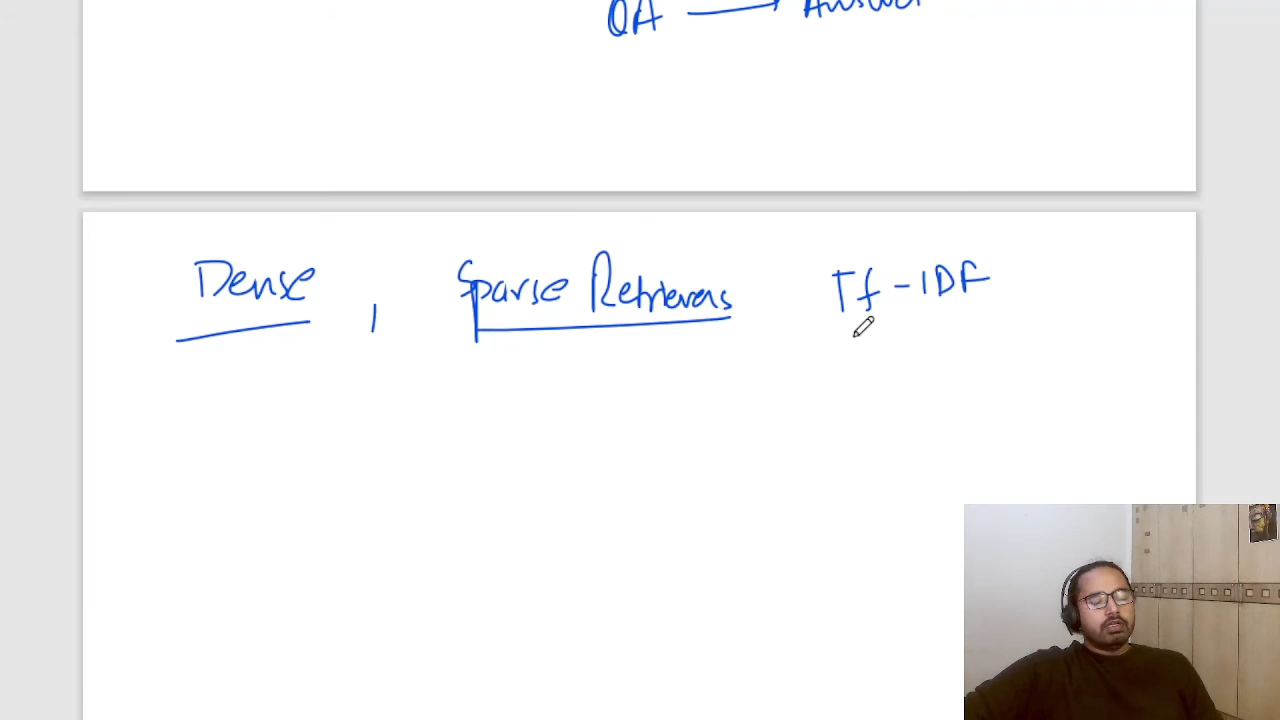 QA → Answer
Dense , Sparse Retrievers Tf-IDF